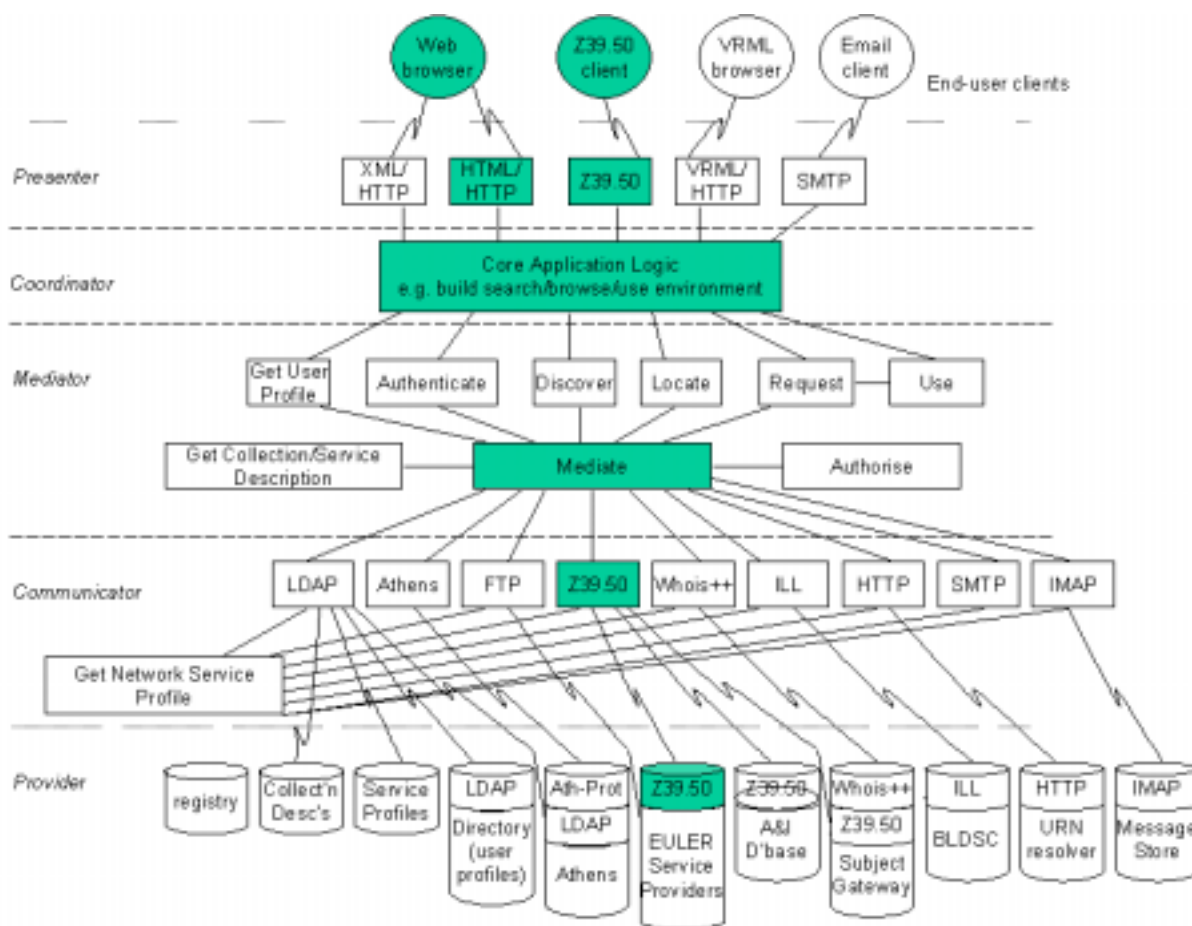 Web
browser
Z39.50
client
VRML
browser
Email
client
End-user clients
Presenter
XML/
HTTP
HTML/
HTTP
Z39.50
VRML/
HTTP
SMTP
Coordinator
Core Application Logic
e.g. build search/browse/use environment
Mediator
Get User
Profile
Authenticate
Discover
Locate
Request
Use
Get Collection/Service
Description
Mediate
Authorise
Communicator
LDAP
Athens
FTP
Z39.50
Whois++
ILL
HTTP
SMTP
IMAP
Get Network Service
Profile
Provider
registry
Collect'n
Desc's
Service
Profiles
LDAP
Directory
(user
profiles)
Ath-Prot
LDAP
Athens
Z39.50
EULER
Service
Providers
Z39.50
A&I
D'base
Whois++
Z39.50
Subject
Gateway
ILL
BLDSC
HTTP
URN
resolver
IMAP
Message
Store